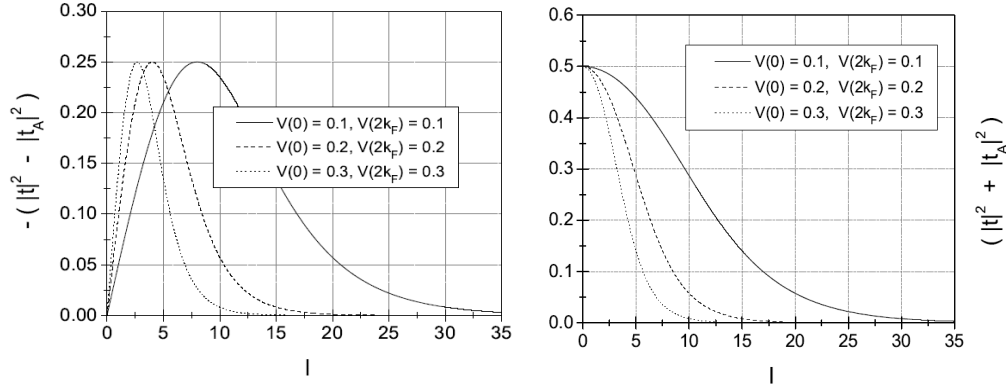 0.30
0.25
0.20
0.15
0.10
0.05
0.00
- ( |t|² - |t_A|² )
V(0) = 0.1, V(2k_F) = 0.1
V(0) = 0.2, V(2k_F) = 0.2
V(0) = 0.3, V(2k_F) = 0.3
0 5 10 15 20 25 30 35
l
0.6
0.5
0.4
0.3
0.2
0.1
0.0
V(0) = 0.1, V(2k_F) = 0.1
V(0) = 0.2, V(2k_F) = 0.2
V(0) = 0.3, V(2k_F) = 0.3
0 5 10 15 20 25 30 35
l
( |t|² + |t_A|² )